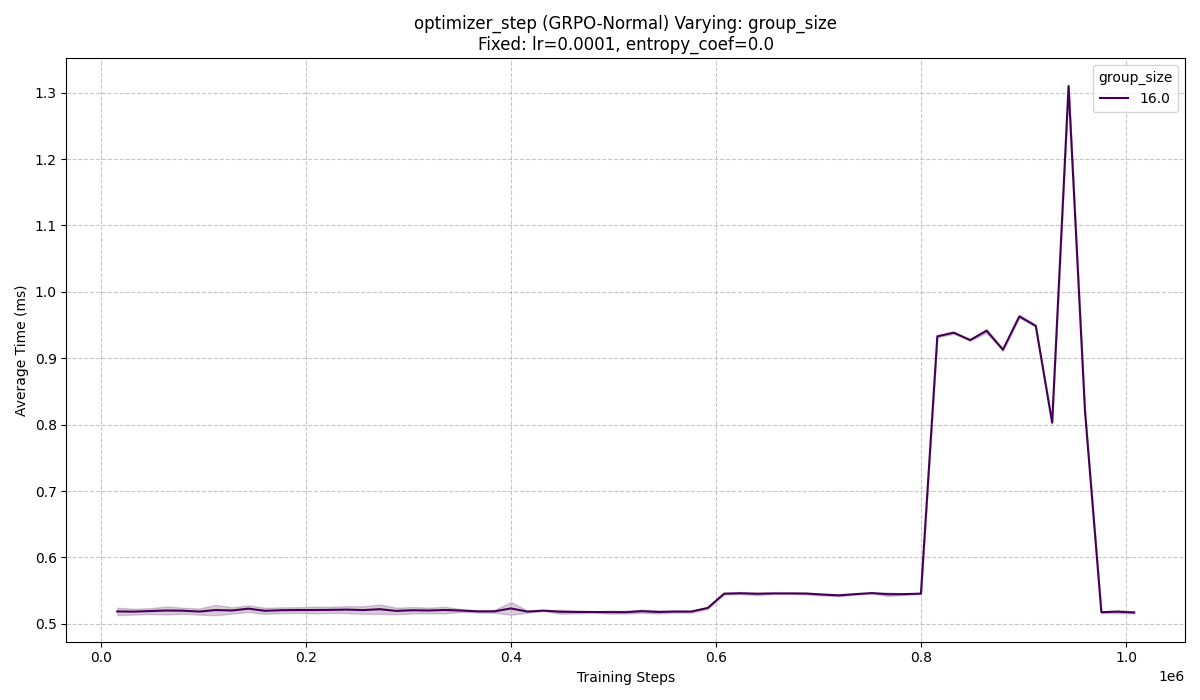 optimizer_step (GRPO-Normal) Varying: group_size
Fixed: lr=0.0001, entropy_coef=0.0
group_size
16.0
Average Time (ms)
1.3
1.2
1.1
1.0
0.9
0.8
0.7
0.6
0.5
0.0
0.2
0.4
0.6
0.8
1.0
1e6
Training Steps